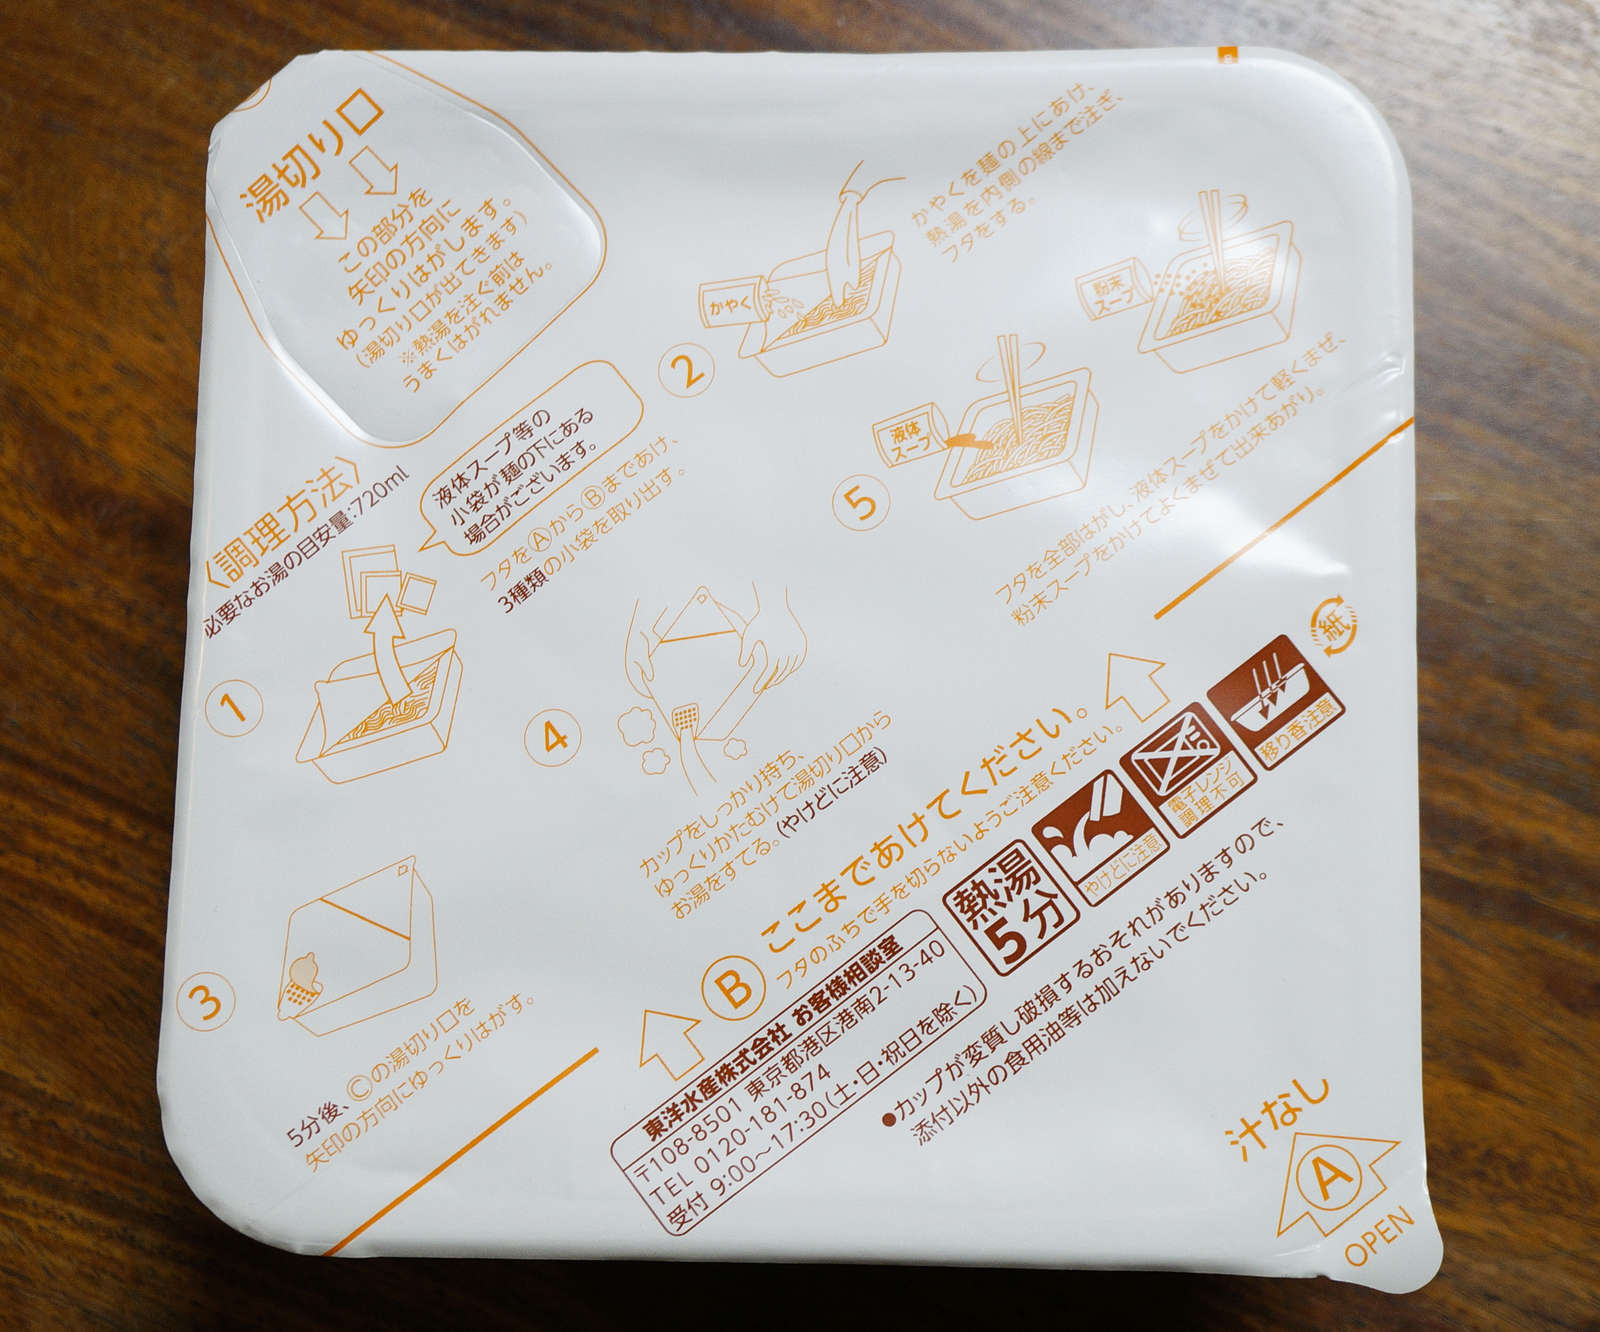 湯切り口
この部分を
矢印の方向に
ゆっくりはがします。
(湯切り口が出てきます)
※熱湯を注ぐ前は
うまくはがれません。
〈調理方法〉
必要なお湯の目安量:720ml
1
液体スープ等の
小袋が麺の下にある
場合がございます。
フタをⒶからⒷまであけ、
3種類の小袋を取り出す。
2
かやく
かやくを麺の上にあけ、
熱湯を内側の線まで注ぎ、
フタをする。
3
5分後、Ⓒの湯切り口を
矢印の方向にゆっくりはがす。
4
カップをしっかり持ち、
ゆっくりかたむけて湯切り口から
お湯をすてる。(やけどに注意)
5
液体
スープ
粉末
スープ
フタを全部はがし、液体スープをかけて軽くまぜ、
粉末スープをかけてよくまぜて出来あがり。
Ⓑ ここまであけてください。
フタのふちで手を切らないようご注意ください。
東洋水産株式会社 お客様相談室
〒108-8501 東京都港区港南2-13-40
TEL 0120-181-874
受付 9:00〜17:30(土・日・祝日を除く)
熱湯
5分
やけどに注意
電子レンジ
調理不可
移り香注意
紙
●カップが変質し破損するおそれがありますので、
添付以外の食用油等は加えないでください。
汁なし
A
OPEN